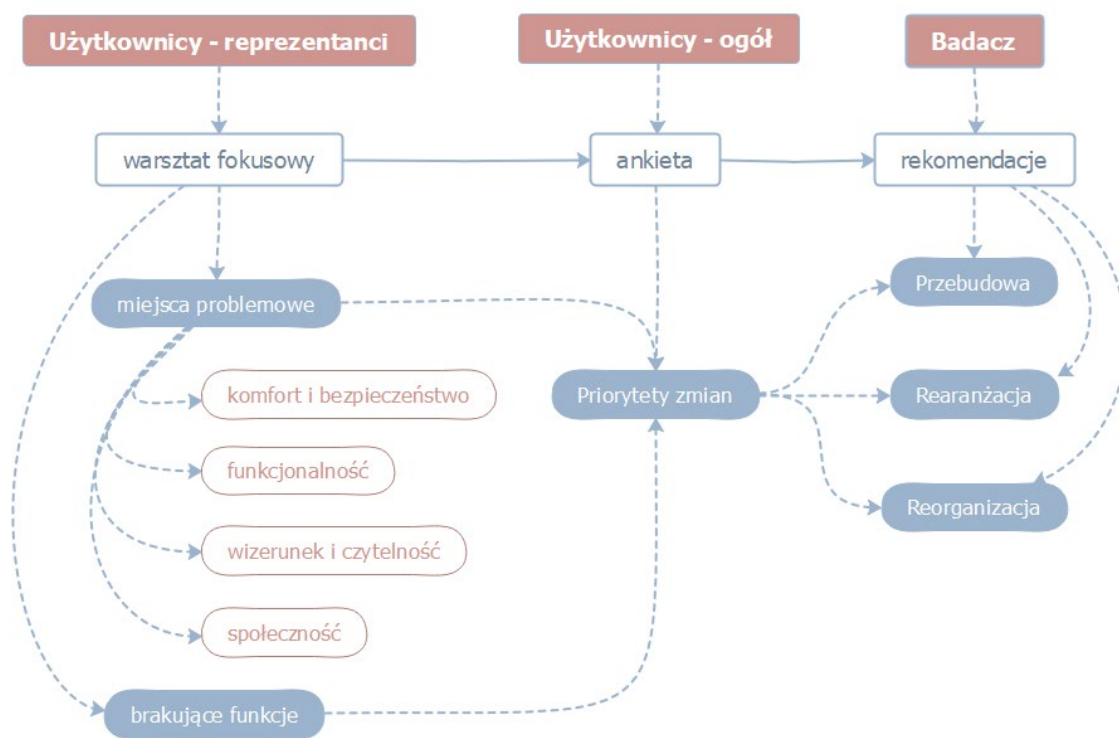 Użytkownicy - reprezentanci
Użytkownicy - ogół
Badacz
warsztat fokusowy
ankieta
rekomendacje
miejsca problemowe
Przebudowa
komfort i bezpieczeństwo
Priorytety zmian
Rearanżacja
funkcjonalność
Reorganizacja
wizerunek i czytelność
społeczność
brakujące funkcje